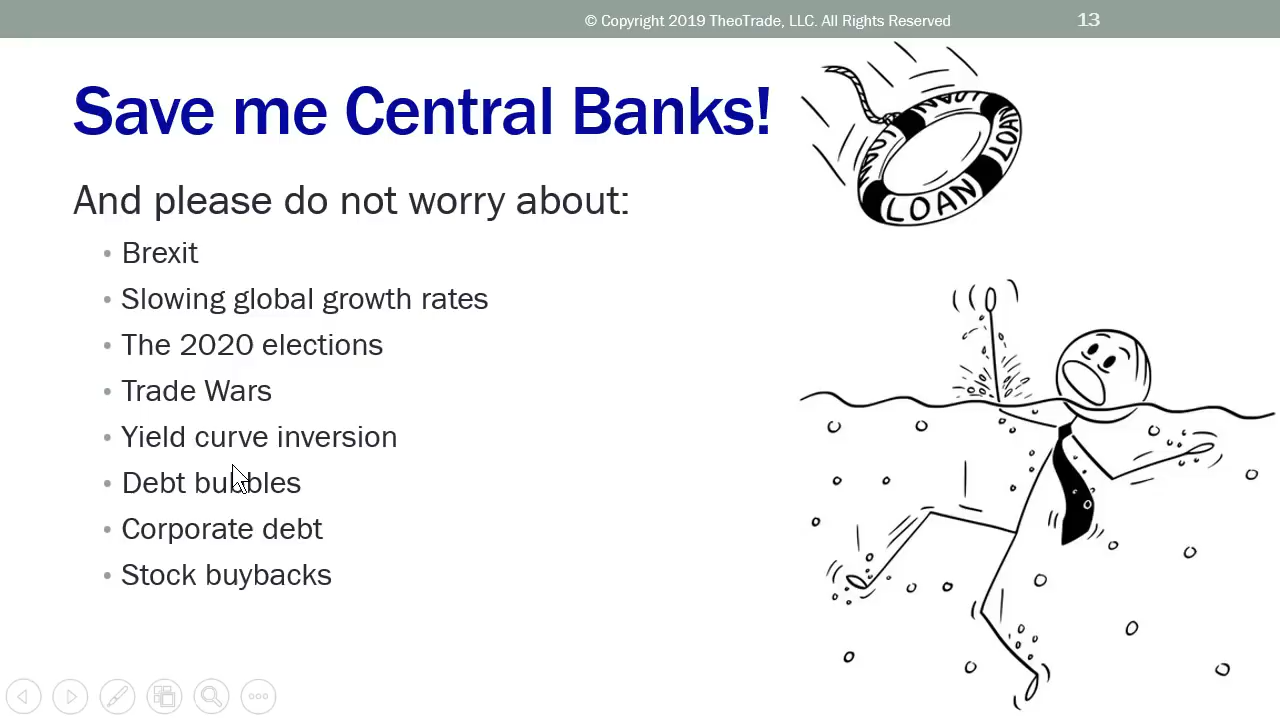 © Copyright 2019 TheoTrade, LLC. All Rights Reserved
13
Save me Central Banks!
And please do not worry about:
• Brexit
• Slowing global growth rates
• The 2020 elections
• Trade Wars
• Yield curve inversion
• Debt bubbles
• Corporate debt
• Stock buybacks
LOAN
LOAN
LOAN
LOAN